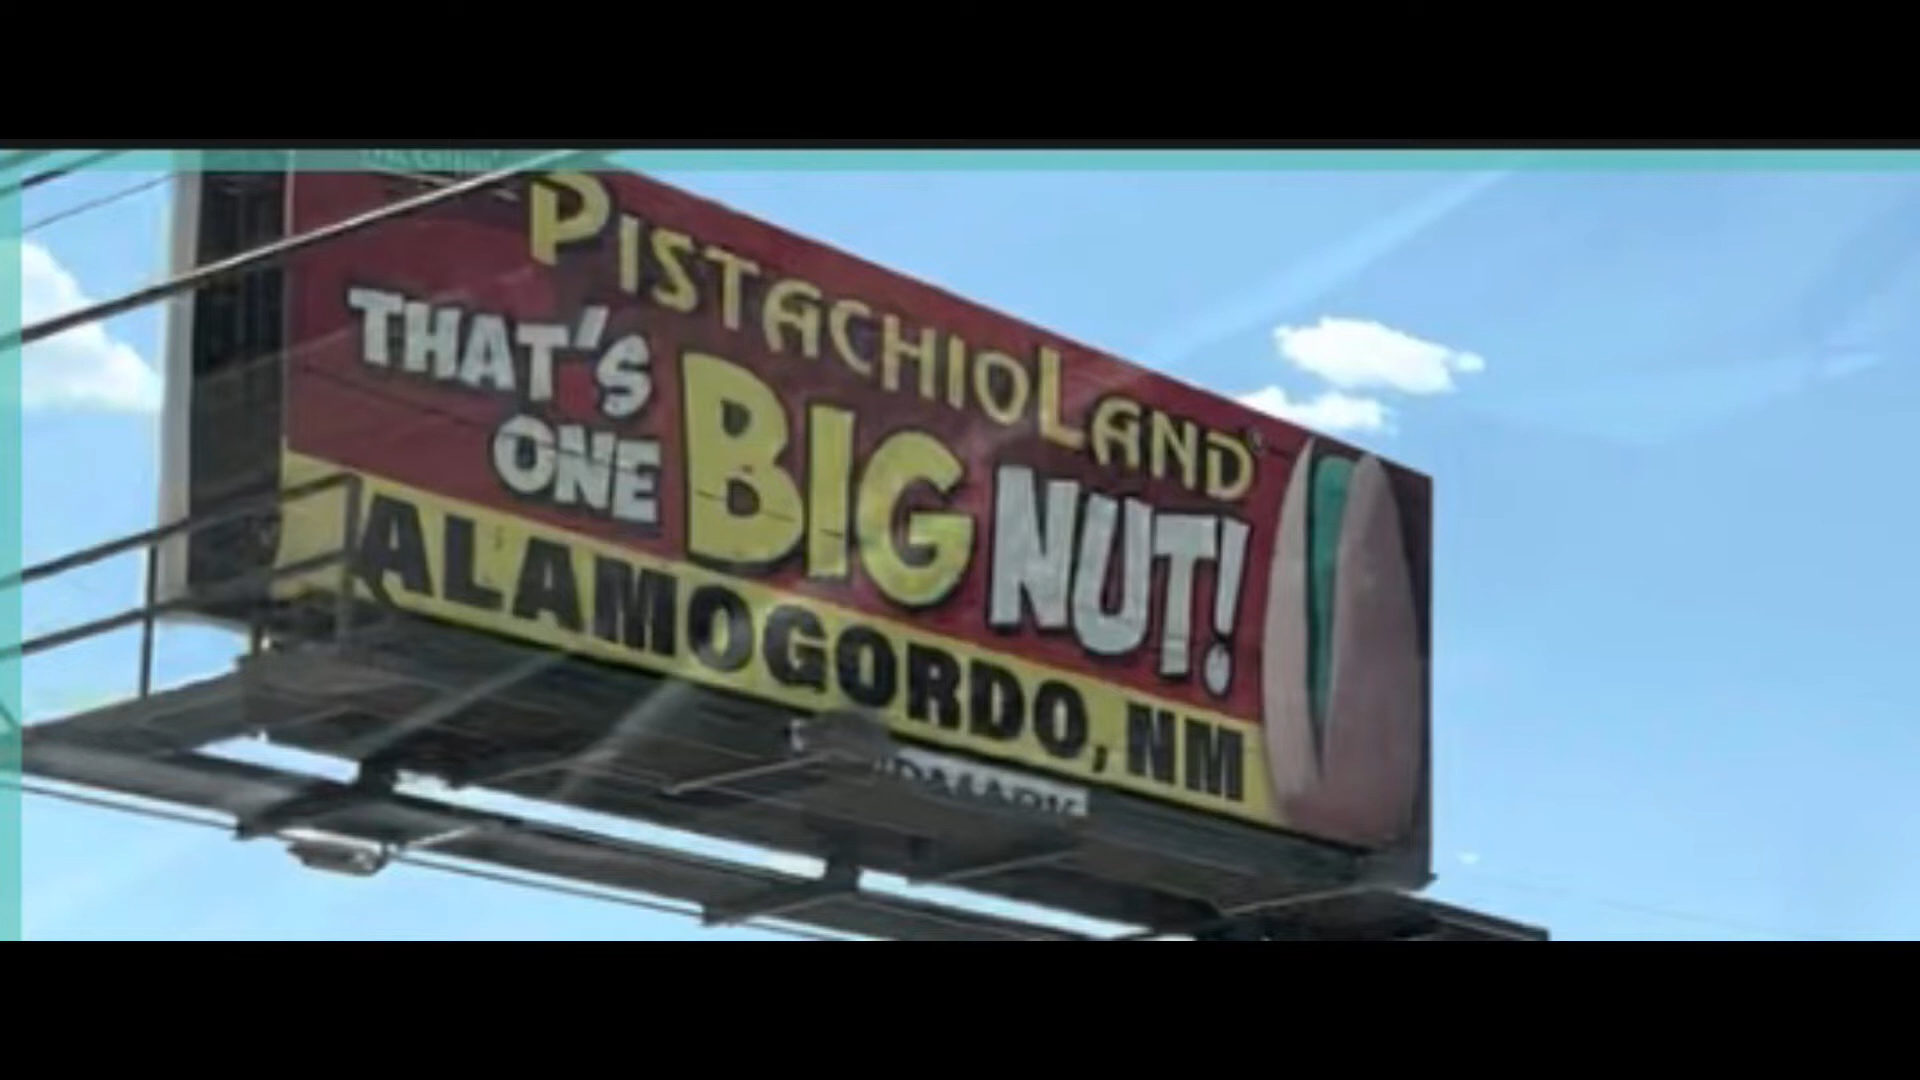 PISTACHIOLAND
THAT'S
ONE BIG NUT!
ALAMOGORDO, NM